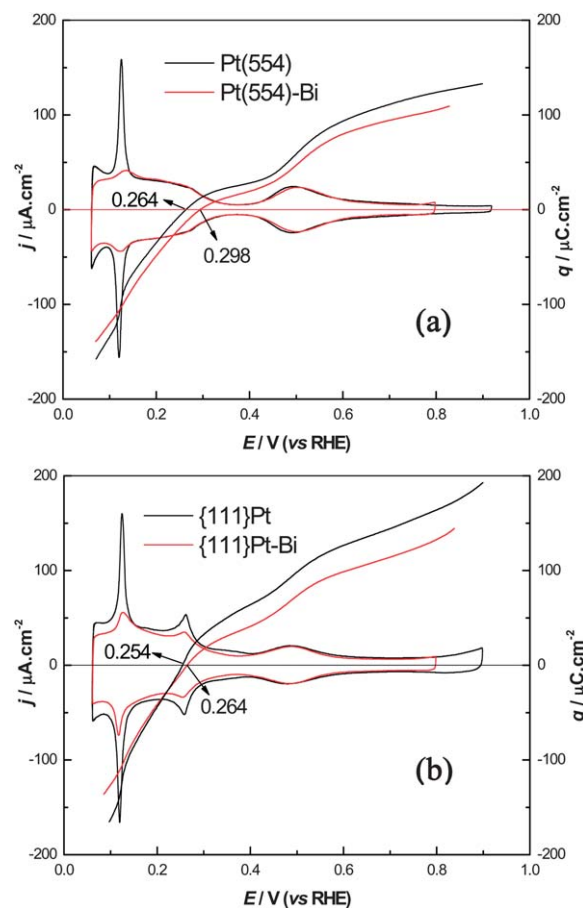 200
200
Pt(554)
Pt(554)-Bi
100
100
0.264
j / μA.cm⁻²
0
0
q / μC.cm⁻²
0.298
-100
-100
(a)
-200
-200
0.0 0.2 0.4 0.6 0.8 1.0
E / V (vs RHE)
200
200
{111}Pt
{111}Pt-Bi
100
100
0.254
j / μA.cm⁻²
0
0
q / μC.cm⁻²
0.264
-100
-100
(b)
-200
-200
0.0 0.2 0.4 0.6 0.8 1.0
E / V (vs RHE)